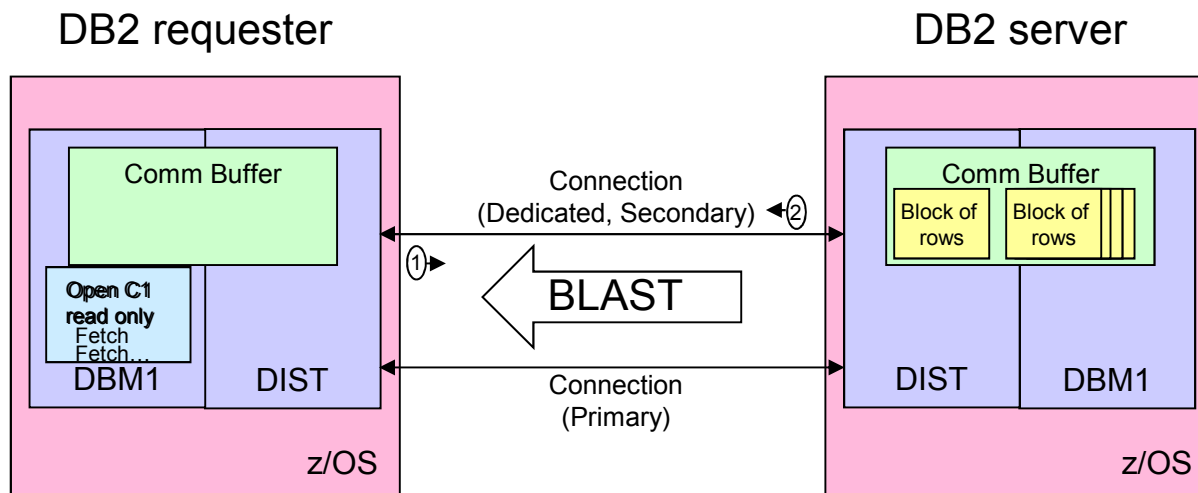 DB2 requester
DB2 server
Comm Buffer
Open C1
read only
Fetch
Fetch...
DBM1
DIST
z/OS
Connection
(Dedicated, Secondary)
2
1
BLAST
Connection
(Primary)
Comm Buffer
Block of
rows
Block of
rows
DIST
DBM1
z/OS